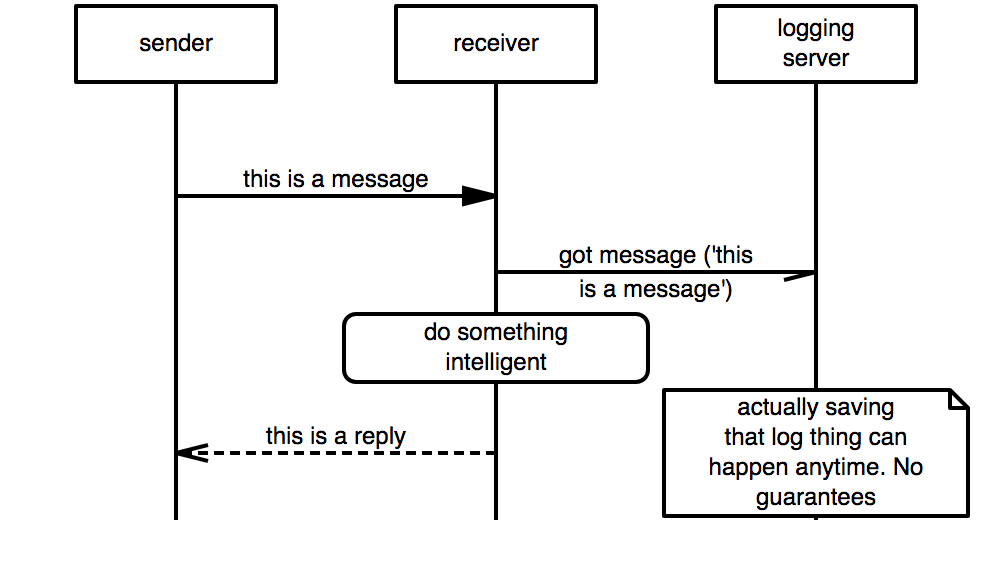 sender
receiver
logging
server
this is a message
got message ('this
is a message')
do something
intelligent
this is a reply
actually saving
that log thing can
happen anytime. No
guarantees